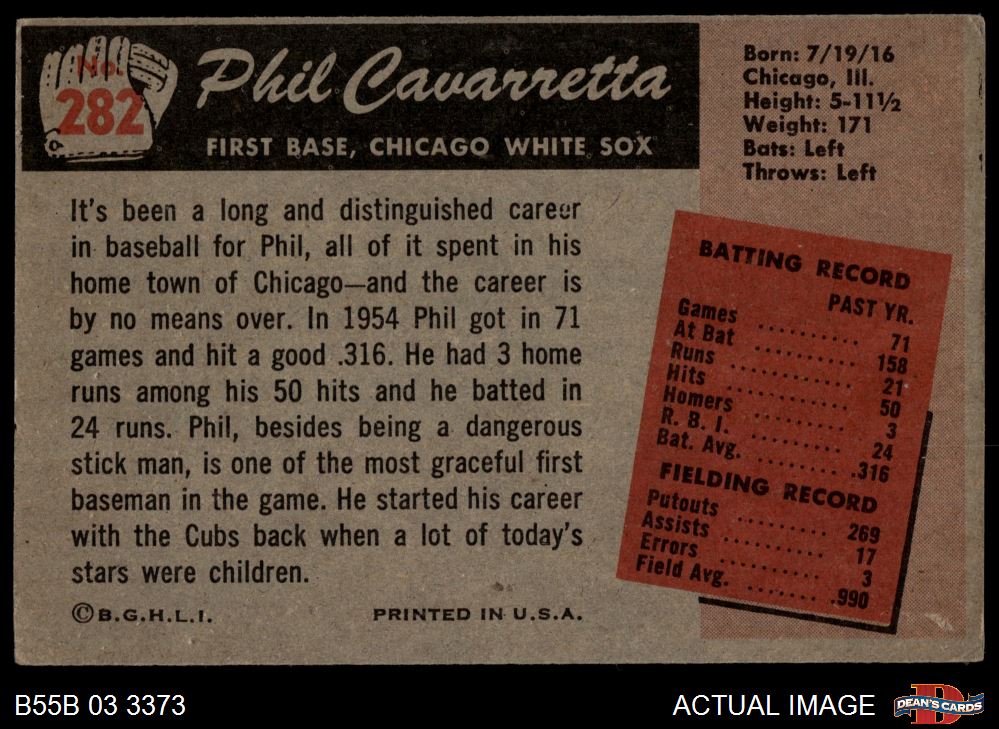 No.
282
Phil Cavarretta
FIRST BASE, CHICAGO WHITE SOX
Born: 7/19/16
Chicago, Ill.
Height: 5-11½
Weight: 171
Bats: Left
Throws: Left
It's been a long and distinguished career
in baseball for Phil, all of it spent in his
home town of Chicago—and the career is
by no means over. In 1954 Phil got in 71
games and hit a good .316. He had 3 home
runs among his 50 hits and he batted in
24 runs. Phil, besides being a dangerous
stick man, is one of the most graceful first
baseman in the game. He started his career
with the Cubs back when a lot of today's
stars were children.
©B.G.H.L.I. PRINTED IN U.S.A.
BATTING RECORD
PAST YR.
Games ........ 71
At Bat .......... 158
Runs .......... 21
Hits .......... 50
Homers ........ 3
R. B. I. ........ 24
Bat. Avg. ........ .316
FIELDING RECORD
Putouts ........ 269
Assists ........ 17
Errors .......... 3
Field Avg. ....... .990
B55B 03 3373
ACTUAL IMAGE
D
DEAN'S CARDS